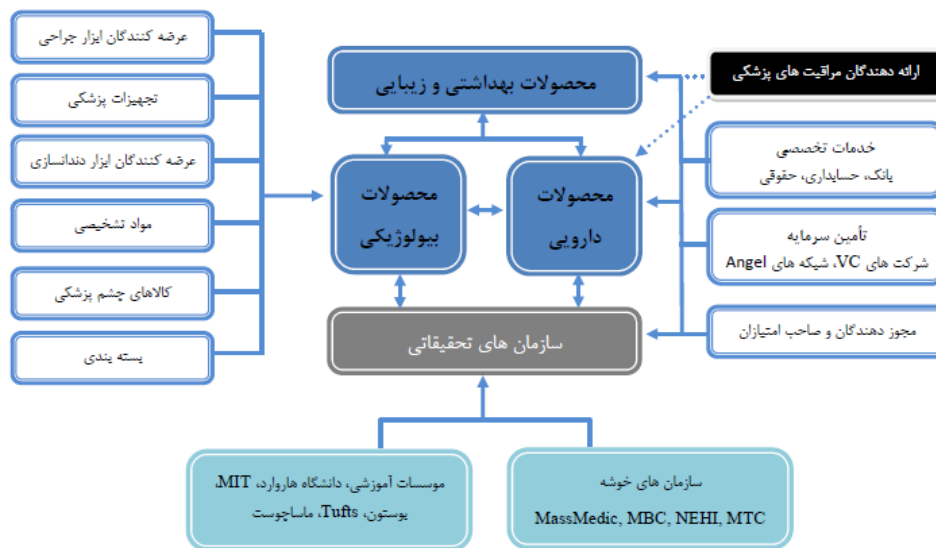 عرضه کنندگان ابزار جراحی
تجهیزات پزشکی
عرضه کنندگان ابزار دندانسازی
مواد تشخیصی
کالاهای چشم پزشکی
بسته بندی
محصولات بهداشتی و زیبایی
محصولات
بیولوژیکی
محصولات
دارویی
سازمان های تحقیقاتی
ارائه دهندگان مراقیت های پزشکی
خدمات تخصصی
بانک، حسابداری، حقوقی
تأمین سرمایه
شرکت های VC، شبکه های Angel
مجوز دهندگان و صاحب امتیازان
موسسات آموزشی، دانشگاه هاروارد، MIT،
بوستون، Tufts، ماساچوست
سازمان های خوشه
MassMedic, MBC, NEHI, MTC